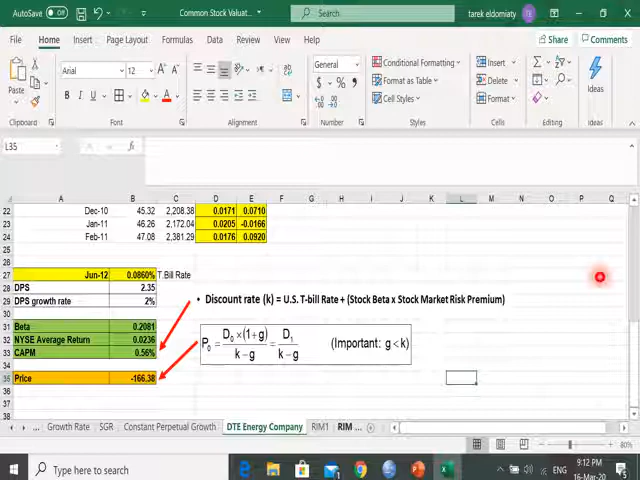 AutoSave Off Common Stock Valuat... Search tarek eldomiaty
File Home Insert Page Layout Formulas Data Review View Help Share Comments
Arial 12 General Conditional Formatting Insert
Paste Format as Table Delete Ideas
B I U $ % Cell Styles Format
Clipboard Font Alignment Number Styles Cells Editing Ideas
L35 fx
A B C D E F G H I J K L M N O P Q
22 Dec-10 45.32 2,208.38 0.0171 0.0710
23 Jan-11 46.26 2,172.04 0.0205 -0.0166
24 Feb-11 47.08 2,381.29 0.0176 0.0920
25
26
27 Jun-12 0.0860% T.Bill Rate
28 DPS 2.35
29 DPS growth rate 2%
• Discount rate (k) = U.S. T-bill Rate + (Stock Beta x Stock Market Risk Premium)
30
31 Beta 0.2081
32 NYSE Average Return 0.0236
33 CAPM 0.56%
P0 = D0 × (1+g) / k – g = D1 / k – g (Important: g < k)
34
35 Price -166.38
36
37
38
... Growth Rate SGR Constant Perpetual Growth DTE Energy Company RIM1 RIM ...
80%
Type here to search
ENG 9:12 PM 16-Mar-20 5